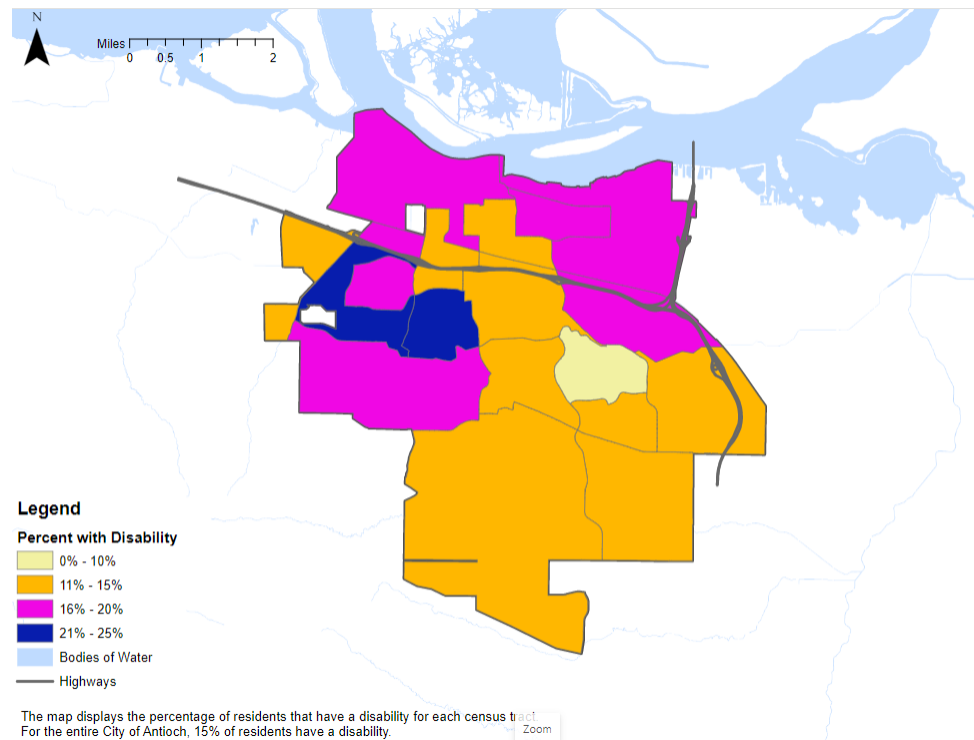 N
Miles
0 0.5 1 2
Legend
Percent with Disability
0% - 10%
11% - 15%
16% - 20%
21% - 25%
Bodies of Water
Highways
The map displays the percentage of residents that have a disability for each census tract.
For the entire City of Antioch, 15% of residents have a disability.
Zoom